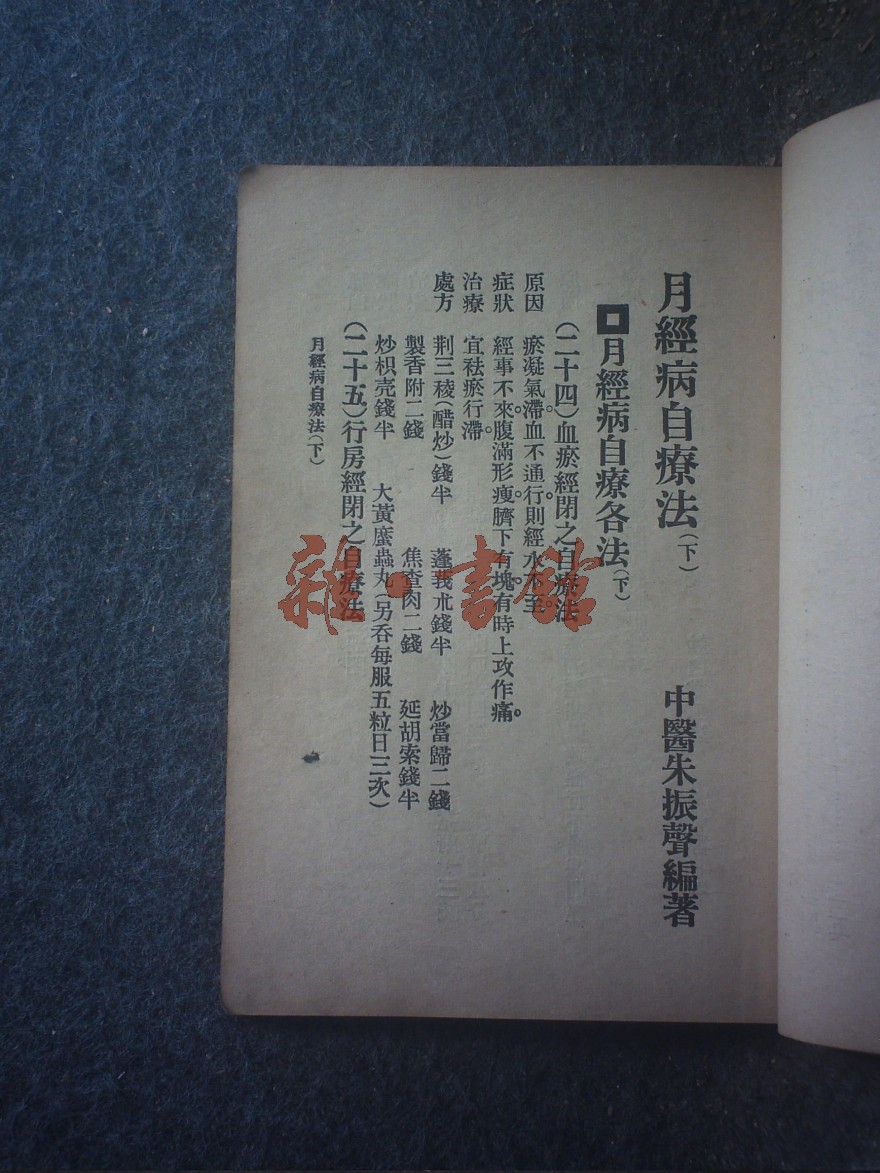 月經病自療法(下)
中醫朱振聲編著
月經病自療各法(下)
(二十四)血瘀經閉之自療法
原因　瘀凝氣滯。血不通行。則經水不至。
症狀　經事不來。腹滿形瘦。臍下有塊。有時上攻作痛。
治療　宜祛瘀行滯。
處方　荆三稜(醋炒)錢半　蓬莪朮錢半　炒當歸二錢
製香附二錢　焦查肉二錢　延胡索錢半
炒枳壳錢半　大黃䗪蟲丸(另吞每服五粒日三次)
(二十五)行房經閉之自療法
月經病自療法(下)
雜·書館